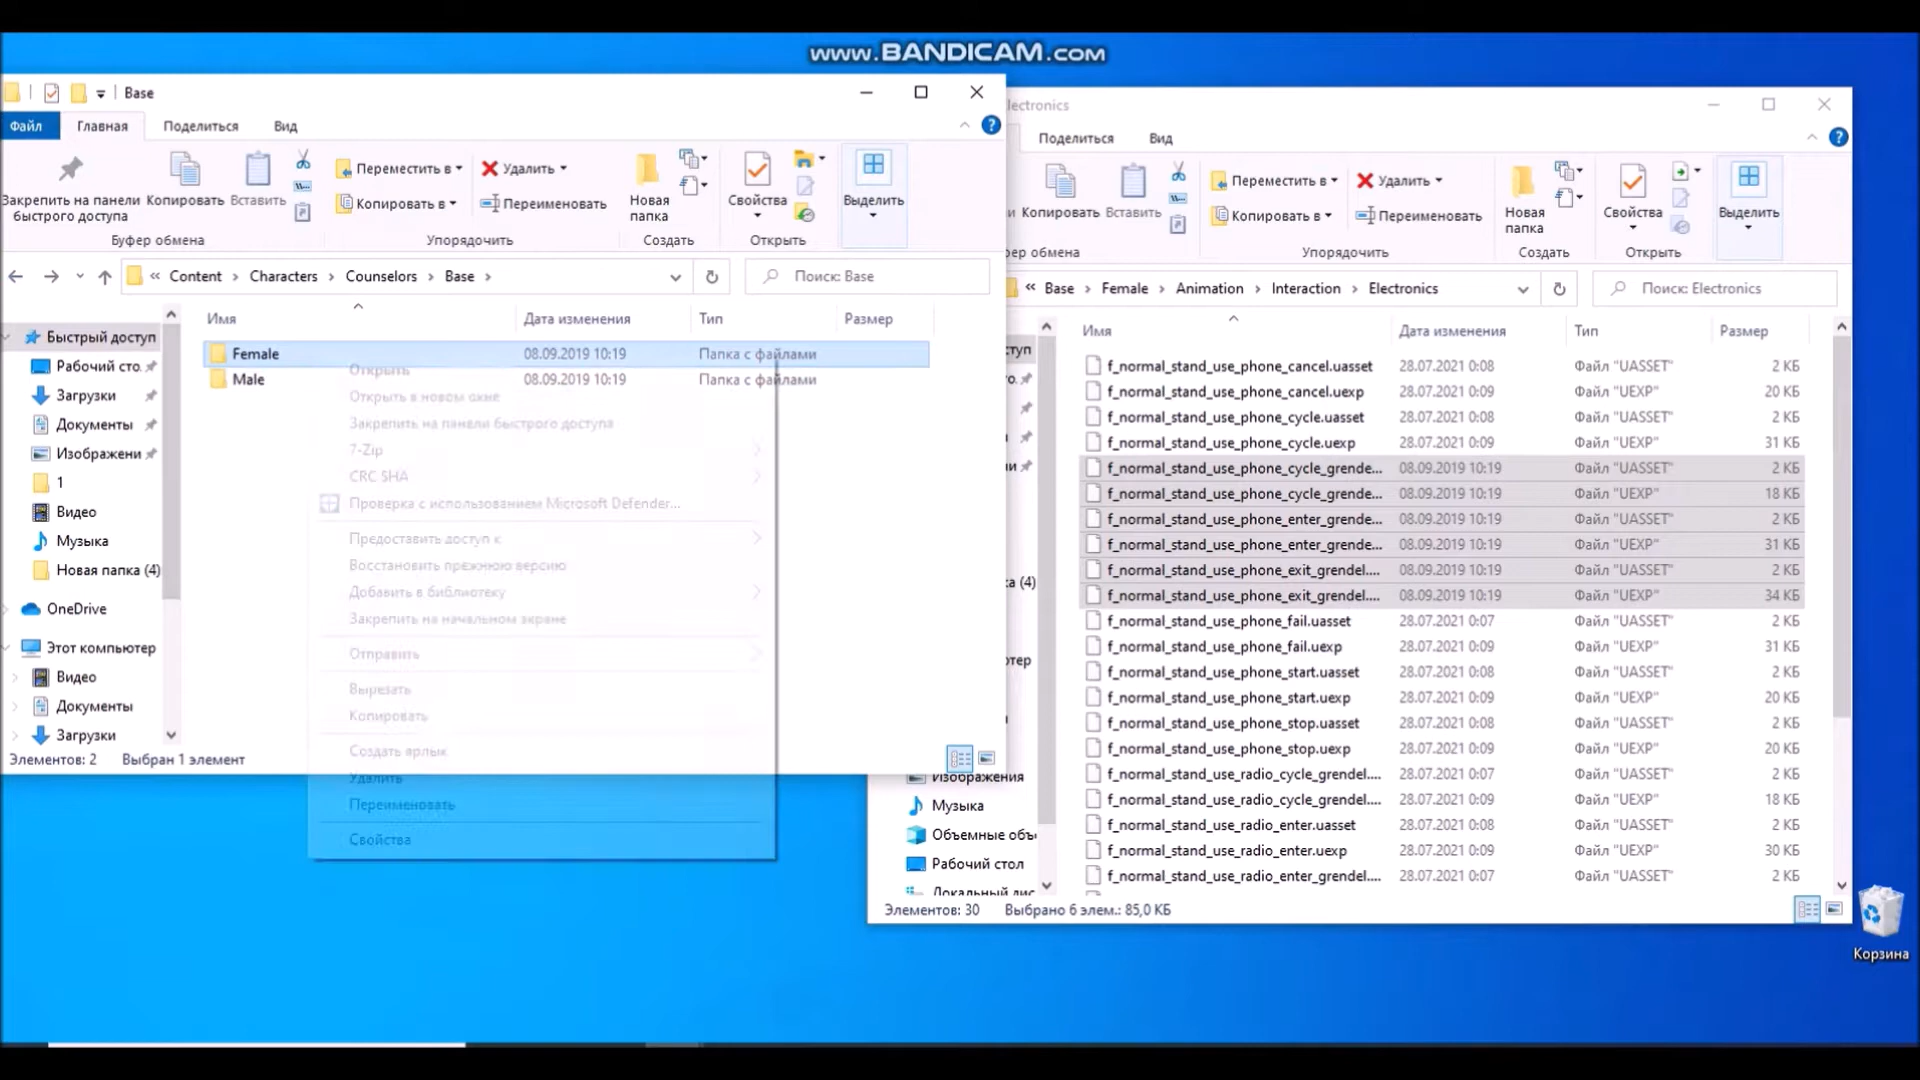 www.BANDICAM.com
Base
Файл Главная Поделиться Вид
Закрепить на панели быстрого доступа
Копировать
Вставить
Переместить в
Копировать в
Удалить
Переименовать
Новая папка
Свойства
Выделить
Буфер обмена Упорядочить Создать Открыть
« Content › Characters › Counselors › Base ›
Поиск: Base
Имя Дата изменения Тип Размер
Female 08.09.2019 10:19 Папка с файлами
Male 08.09.2019 10:19 Папка с файлами
Быстрый доступ
Рабочий сто.
Загрузки
Документы
Изображени
1
Видео
Музыка
Новая папка (4)
OneDrive
Этот компьютер
Видео
Документы
Загрузки
Элементов: 2 Выбран 1 элемент
Открыть
Открыть в новом окне
Закрепить на панели быстрого доступа
7-Zip
CRC SHA
Проверка с использованием Microsoft Defender...
Предоставить доступ к
Восстановить прежнюю версию
Добавить в библиотеку
Закрепить на начальном экране
Отправить
Вырезать
Копировать
Создать ярлык
Удалить
Переименовать
Свойства
lectronics
Поделиться Вид
Копировать
Вставить
Переместить в
Копировать в
Удалить
Переименовать
Новая папка
Свойства
Выделить
ер обмена Упорядочить Создать Открыть
« Base › Female › Animation › Interaction › Electronics
Поиск: Electronics
Имя Дата изменения Тип Размер
f_normal_stand_use_phone_cancel.uasset 28.07.2021 0:08 Файл "UASSET" 2 КБ
f_normal_stand_use_phone_cancel.uexp 28.07.2021 0:09 Файл "UEXP" 20 КБ
f_normal_stand_use_phone_cycle.uasset 28.07.2021 0:08 Файл "UASSET" 2 КБ
f_normal_stand_use_phone_cycle.uexp 28.07.2021 0:09 Файл "UEXP" 31 КБ
f_normal_stand_use_phone_cycle_grende... 08.09.2019 10:19 Файл "UASSET" 2 КБ
f_normal_stand_use_phone_cycle_grende... 08.09.2019 10:19 Файл "UEXP" 18 КБ
f_normal_stand_use_phone_enter_grende... 08.09.2019 10:19 Файл "UASSET" 2 КБ
f_normal_stand_use_phone_enter_grende... 08.09.2019 10:19 Файл "UEXP" 31 КБ
f_normal_stand_use_phone_exit_grendel.... 08.09.2019 10:19 Файл "UASSET" 2 КБ
f_normal_stand_use_phone_exit_grendel.... 08.09.2019 10:19 Файл "UEXP" 34 КБ
f_normal_stand_use_phone_fail.uasset 28.07.2021 0:07 Файл "UASSET" 2 КБ
f_normal_stand_use_phone_fail.uexp 28.07.2021 0:09 Файл "UEXP" 31 КБ
f_normal_stand_use_phone_start.uasset 28.07.2021 0:08 Файл "UASSET" 2 КБ
f_normal_stand_use_phone_start.uexp 28.07.2021 0:09 Файл "UEXP" 20 КБ
f_normal_stand_use_phone_stop.uasset 28.07.2021 0:08 Файл "UASSET" 2 КБ
f_normal_stand_use_phone_stop.uexp 28.07.2021 0:09 Файл "UEXP" 20 КБ
f_normal_stand_use_radio_cycle_grendel.... 28.07.2021 0:07 Файл "UASSET" 2 КБ
f_normal_stand_use_radio_cycle_grendel.... 28.07.2021 0:09 Файл "UEXP" 18 КБ
f_normal_stand_use_radio_enter.uasset 28.07.2021 0:08 Файл "UASSET" 2 КБ
f_normal_stand_use_radio_enter.uexp 28.07.2021 0:09 Файл "UEXP" 30 КБ
f_normal_stand_use_radio_enter_grendel.... 28.07.2021 0:07 Файл "UASSET" 2 КБ
ступ
а (4)
тер
Изображения
Музыка
Объемные объ
Рабочий стол
Локальный дис
Элементов: 30 Выбрано 6 элем.: 85,0 КБ
Корзина